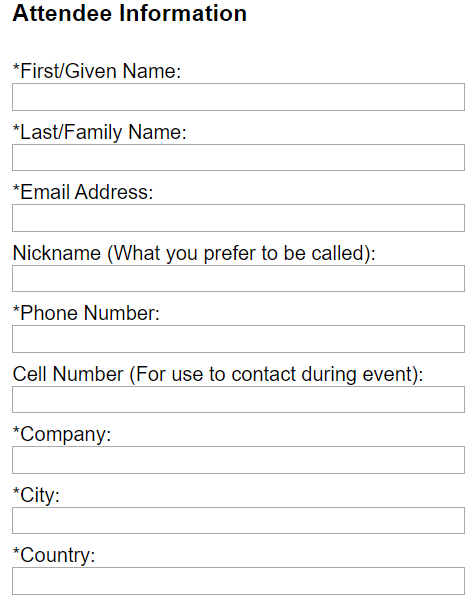 Attendee Information
*First/Given Name:
*Last/Family Name:
*Email Address:
Nickname (What you prefer to be called):
*Phone Number:
Cell Number (For use to contact during event):
*Company:
*City:
*Country: